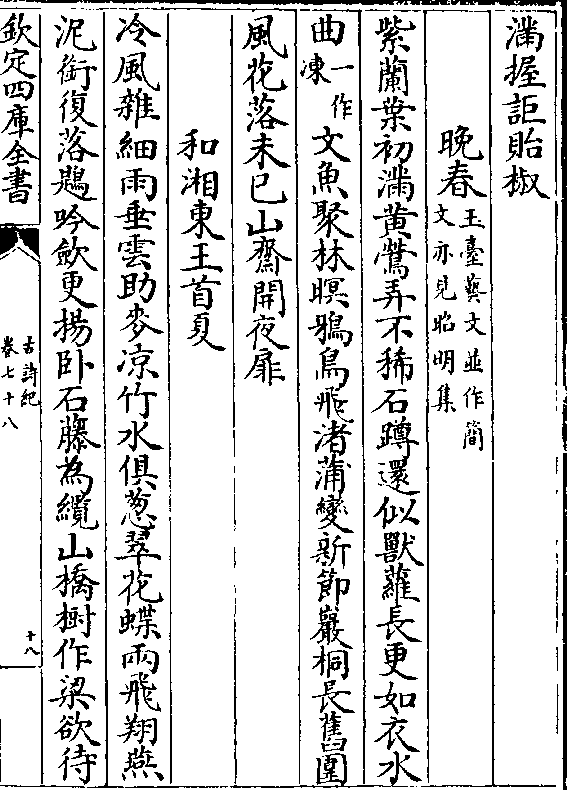 滿握詎貽椒
晚春玉臺藝文並作簡文亦見昭明集
紫蘭葉初滿黃鶯弄不稀石蹲還似獸蘿長更如衣水
曲一作凍文魚聚林暝鴉鳥飛渚蒲變新節巖桐長舊圍
風花落未已山齋開夜扉
和湘東王首夏
冷風雜細雨垂雲助麥凉竹水俱葱翠花蝶兩飛翔燕
泥銜復落鶗吟歛更揚卧石藤為纜山橋樹作梁欲待
欽定四庫全書
古詩紀
卷七十八
十八